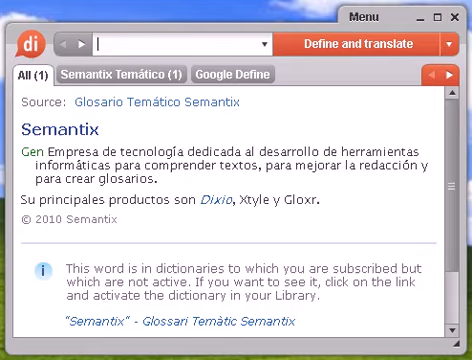 Menu
di
Define and translate
All (1)
Semantix Temático (1)
Google Define
Source: Glosario Temático Semantix
Semantix
Gen Empresa de tecnología dedicada al desarrollo de herramientas
informáticas para comprender textos, para mejorar la redacción y
para crear glosarios.
Su principales productos son Dixio, Xtyle y Gloxr.
© 2010 Semantix
i
This word is in dictionaries to which you are subscribed but
which are not active. If you want to see it, click on the link
and activate the dictionary in your Library.
"Semantix" - Glossari Temàtic Semantix